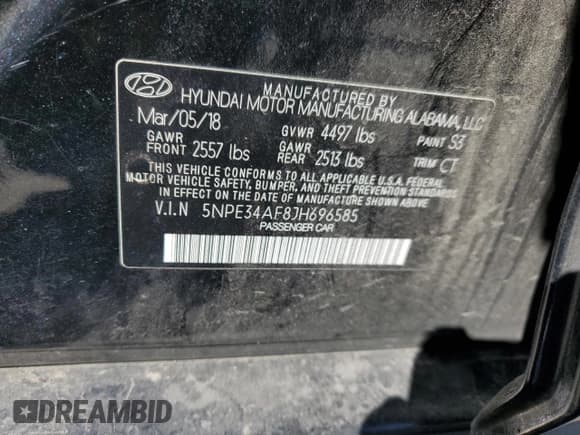 MANUFACTURED BY
HYUNDAI MOTOR MANUFACTURING ALABAMA, LLC
Mar/05/18 GVWR 4497 lbs PAINT S3
GAWR FRONT 2557 lbs GAWR REAR 2513 lbs TRIM CT
THIS VEHICLE CONFORMS TO ALL APPLICABLE U.S.A. FEDERAL
MOTOR VEHICLE SAFETY, BUMPER, AND THEFT PREVENTION STANDARDS
IN EFFECT ON THE DATE OF MANUFACTURE SHOWN ABOVE.
V.I.N 5NPE34AF8JH696585
PASSENGER CAR
DREAMBID